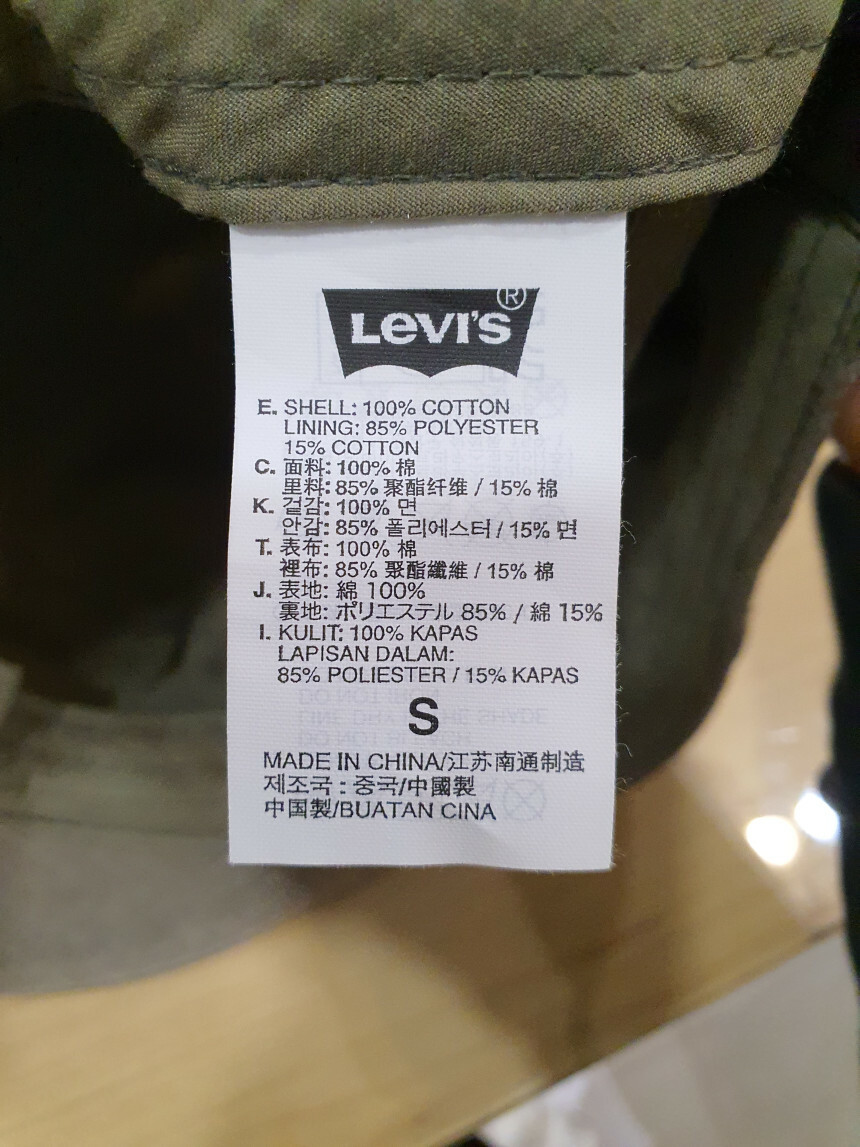 LEVI'S ®
E. SHELL: 100% COTTON
LINING: 85% POLYESTER
15% COTTON
C. 面料: 100% 棉
里料: 85% 聚酯纤维 / 15% 棉
K. 겉감: 100% 면
안감: 85% 폴리에스터 / 15% 면
T. 表布: 100% 棉
裡布: 85% 聚酯纖維 / 15% 棉
J. 表地: 綿 100%
裏地: ポリエステル 85% / 綿 15%
I. KULIT: 100% KAPAS
LAPISAN DALAM:
85% POLIESTER / 15% KAPAS
S
MADE IN CHINA/江苏南通制造
제조국 : 중국/中國製
中国製/BUATAN CINA